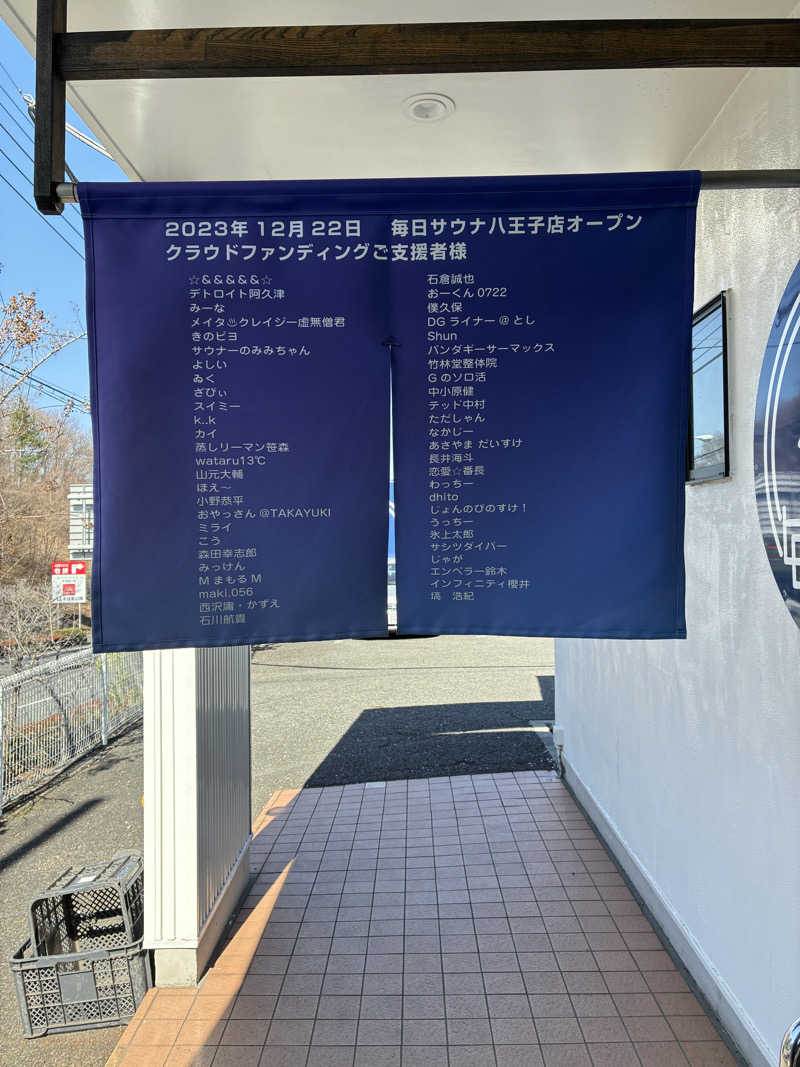 2023年 12月 22日 毎日サウナ八王子店オープン
クラウドファンディングご支援者様
☆&&&&&☆
デトロイト阿久津
みーな
メイタ♨クレイジー虚無僧君
きのピヨ
サウナーのみみちゃん
よしい
ゐく
ざびぃ
スイミー
k..k
カイ
蒸しリーマン笹森
wataru13℃
山元大輔
ほえ〜
小野恭平
おやっさん@TAKAYUKI
ミライ
こう
森田幸志郎
みっけん
MまもるM
maki.056
西沢庸・かずえ
石川航貴
石倉誠也
おーくん0722
僕久保
DGライナー@とし
Shun
パンダギーサーマックス
竹林堂整体院
Gのソロ活
中小原健
テッド中村
ただしゃん
なかじー
あさやま だいすけ
長井海斗
恋愛☆番長
わっちー
dhito
じょんのびのすけ！
うっちー
氷上太郎
サシツダイバー
じゃが
エンペラー鈴木
インフィニティ櫻井
塙 浩紀